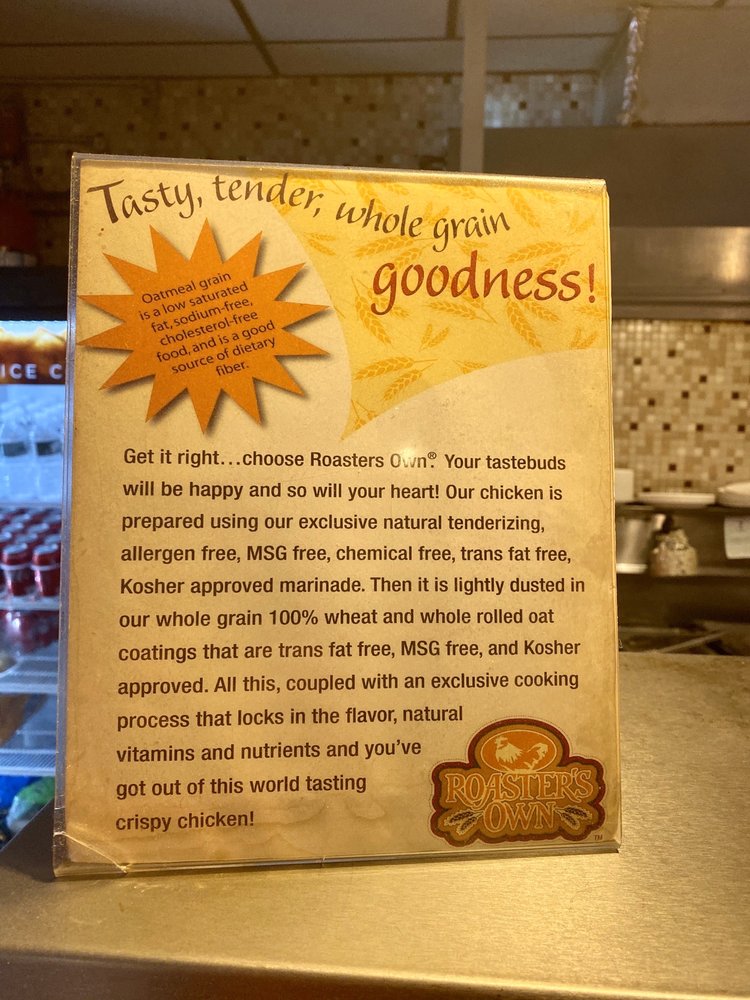 Tasty, tender, whole grain
goodness!
Oatmeal grain
is a low saturated
fat, sodium-free,
cholesterol-free
food, and is a good
source of dietary
fiber.
ICE C
Get it right...choose Roasters Own®. Your tastebuds
will be happy and so will your heart! Our chicken is
prepared using our exclusive natural tenderizing,
allergen free, MSG free, chemical free, trans fat free,
Kosher approved marinade. Then it is lightly dusted in
our whole grain 100% wheat and whole rolled oat
coatings that are trans fat free, MSG free, and Kosher
approved. All this, coupled with an exclusive cooking
process that locks in the flavor, natural
vitamins and nutrients and you've
got out of this world tasting
crispy chicken!
ROASTER'S
OWN
TM